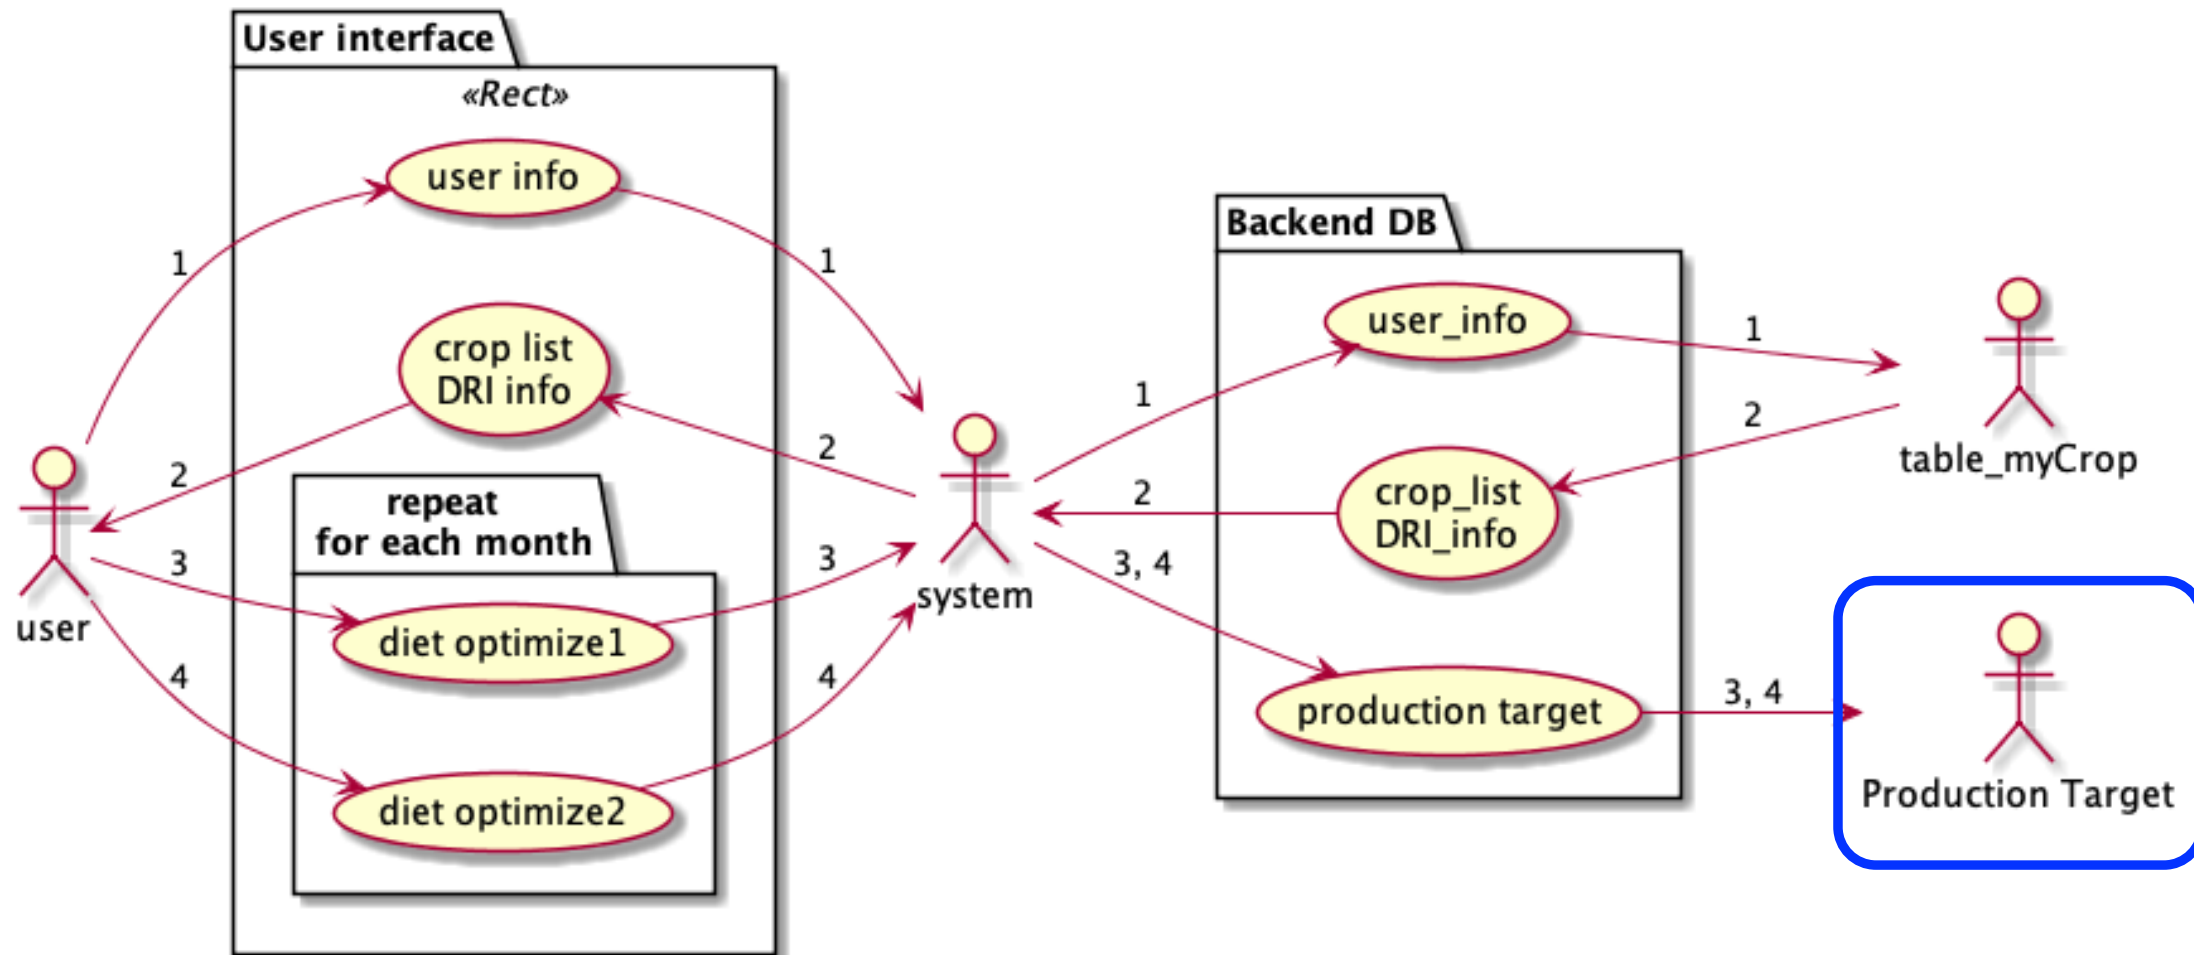 User interface
«Rect»
user info
crop list
DRI info
repeat
for each month
diet optimize1
diet optimize2
user
1
2
3
4
1
2
3
4
system
1
2
3, 4
Backend DB
user_info
crop_list
DRI_info
production target
1
2
3, 4
table_myCrop
Production Target